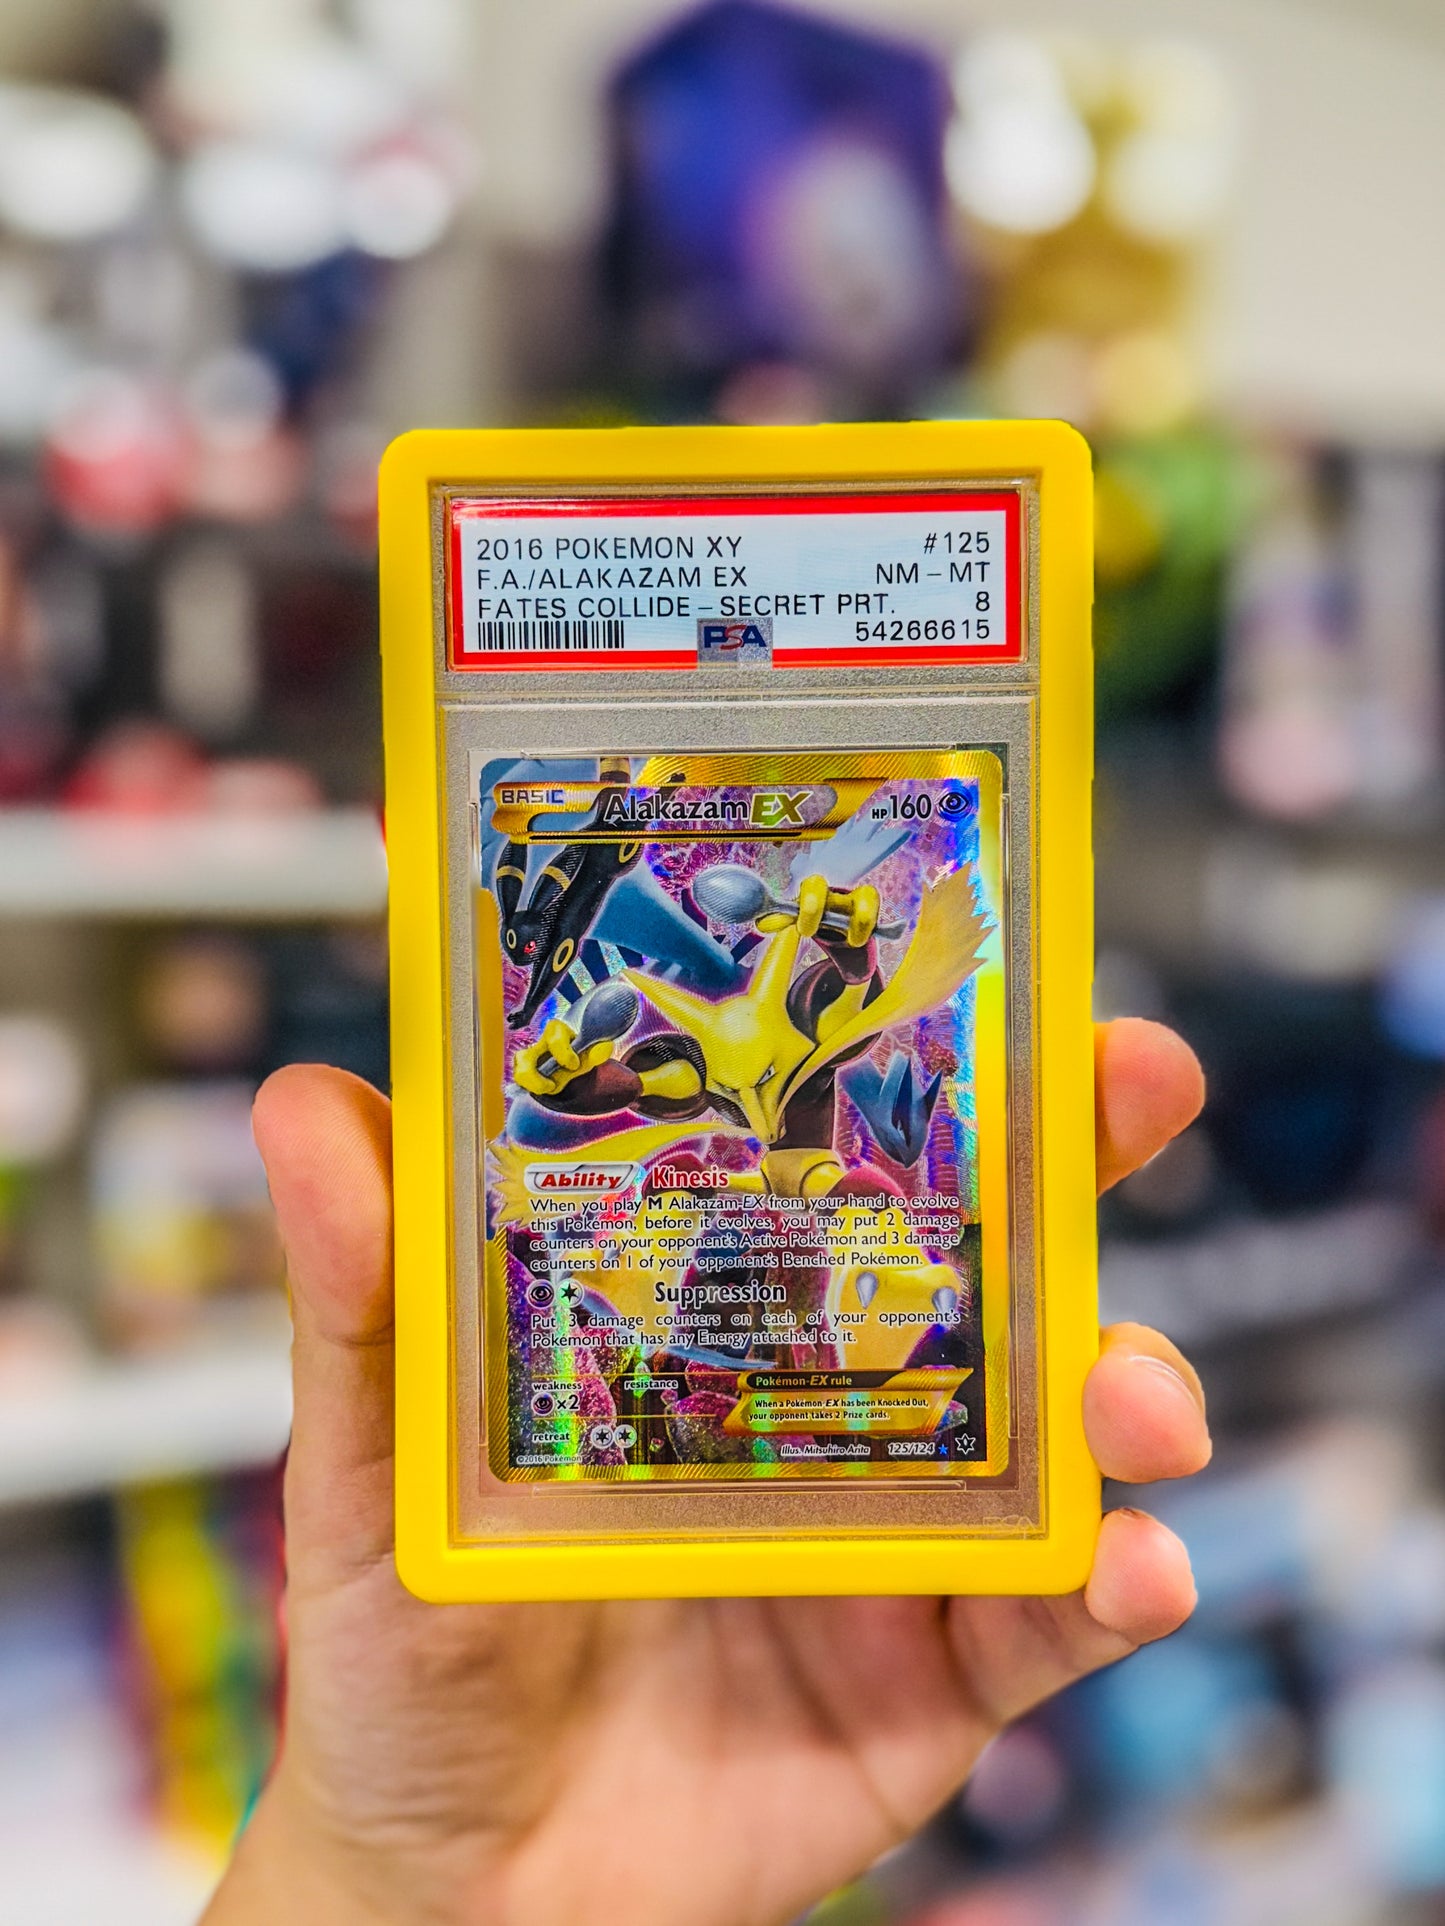 2016 POKEMON XY #125
F.A./ALAKAZAM EX NM - MT
FATES COLLIDE - SECRET PRT. 8
PSA 54266615
BASIC Alakazam EX HP160
Ability Kinesis
When you play M Alakazam-EX from your hand to evolve
this Pokémon, before it evolves, you may put 2 damage
counters on your opponent's Active Pokémon and 3 damage
counters on 1 of your opponent's Benched Pokémon.
Suppression
Put 3 damage counters on each of your opponent's
Pokémon that has any Energy attached to it.
weakness resistance
×2
retreat
Pokémon-EX rule
When a Pokémon-EX has been Knocked Out,
your opponent takes 2 Prize cards.
Illus. Mitsuhiro Arita 125/124
©2016 Pokémon
PSA